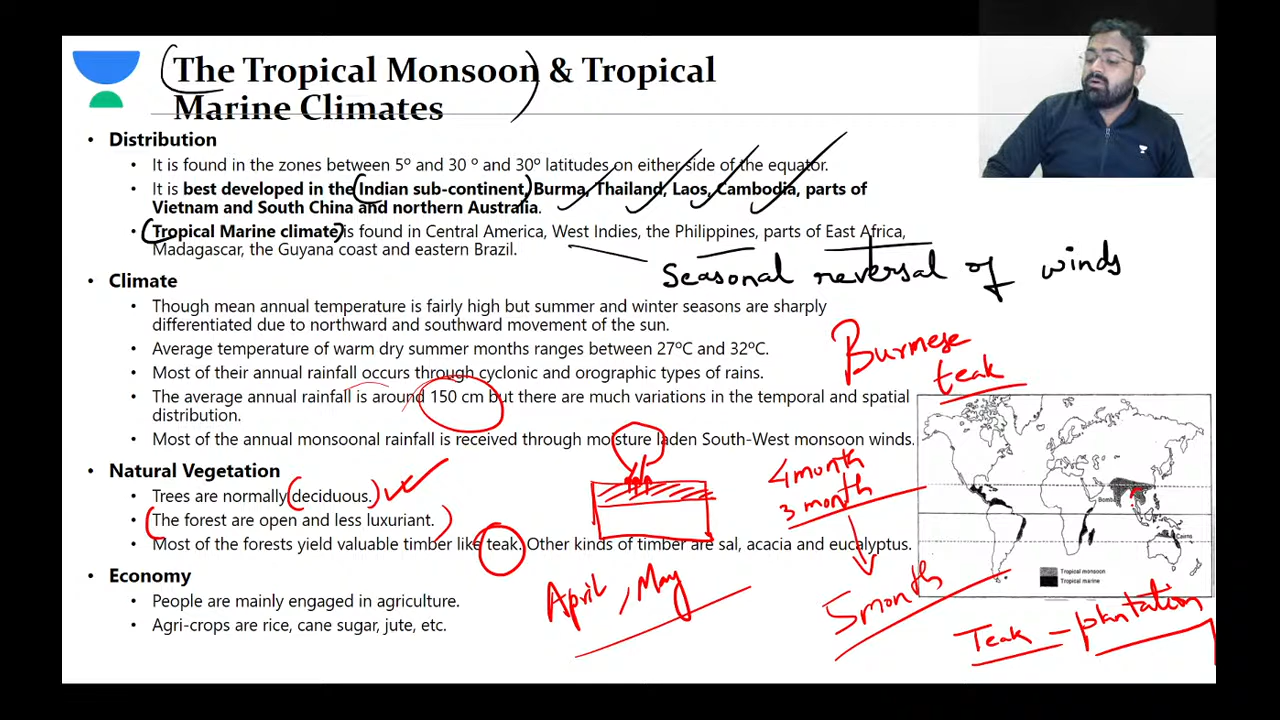 The Tropical Monsoon & Tropical
Marine Climates
• Distribution
• It is found in the zones between 5º and 30 º and 30º latitudes on either side of the equator.
• It is best developed in the Indian sub-continent, Burma, Thailand, Laos, Cambodia, parts of
Vietnam and South China and northern Australia.
• Tropical Marine climate is found in Central America, West Indies, the Philippines, parts of East Africa,
Madagascar, the Guyana coast and eastern Brazil.
Seasonal reversal of winds
• Climate
• Though mean annual temperature is fairly high but summer and winter seasons are sharply
differentiated due to northward and southward movement of the sun.
• Average temperature of warm dry summer months ranges between 27ºC and 32ºC.
• Most of their annual rainfall occurs through cyclonic and orographic types of rains.
• The average annual rainfall is around 150 cm but there are much variations in the temporal and spatial
distribution.
• Most of the annual monsoonal rainfall is received through moisture laden South-West monsoon winds.
Burmese
teak
• Natural Vegetation
• Trees are normally deciduous.
• The forest are open and less luxuriant.
• Most of the forests yield valuable timber like teak. Other kinds of timber are sal, acacia and eucalyptus.
4 month
3 month
5 month
April, May
• Economy
• People are mainly engaged in agriculture.
• Agri-crops are rice, cane sugar, jute, etc.
Cairns
Tropical monsoon
Tropical marine
Teak - plantation